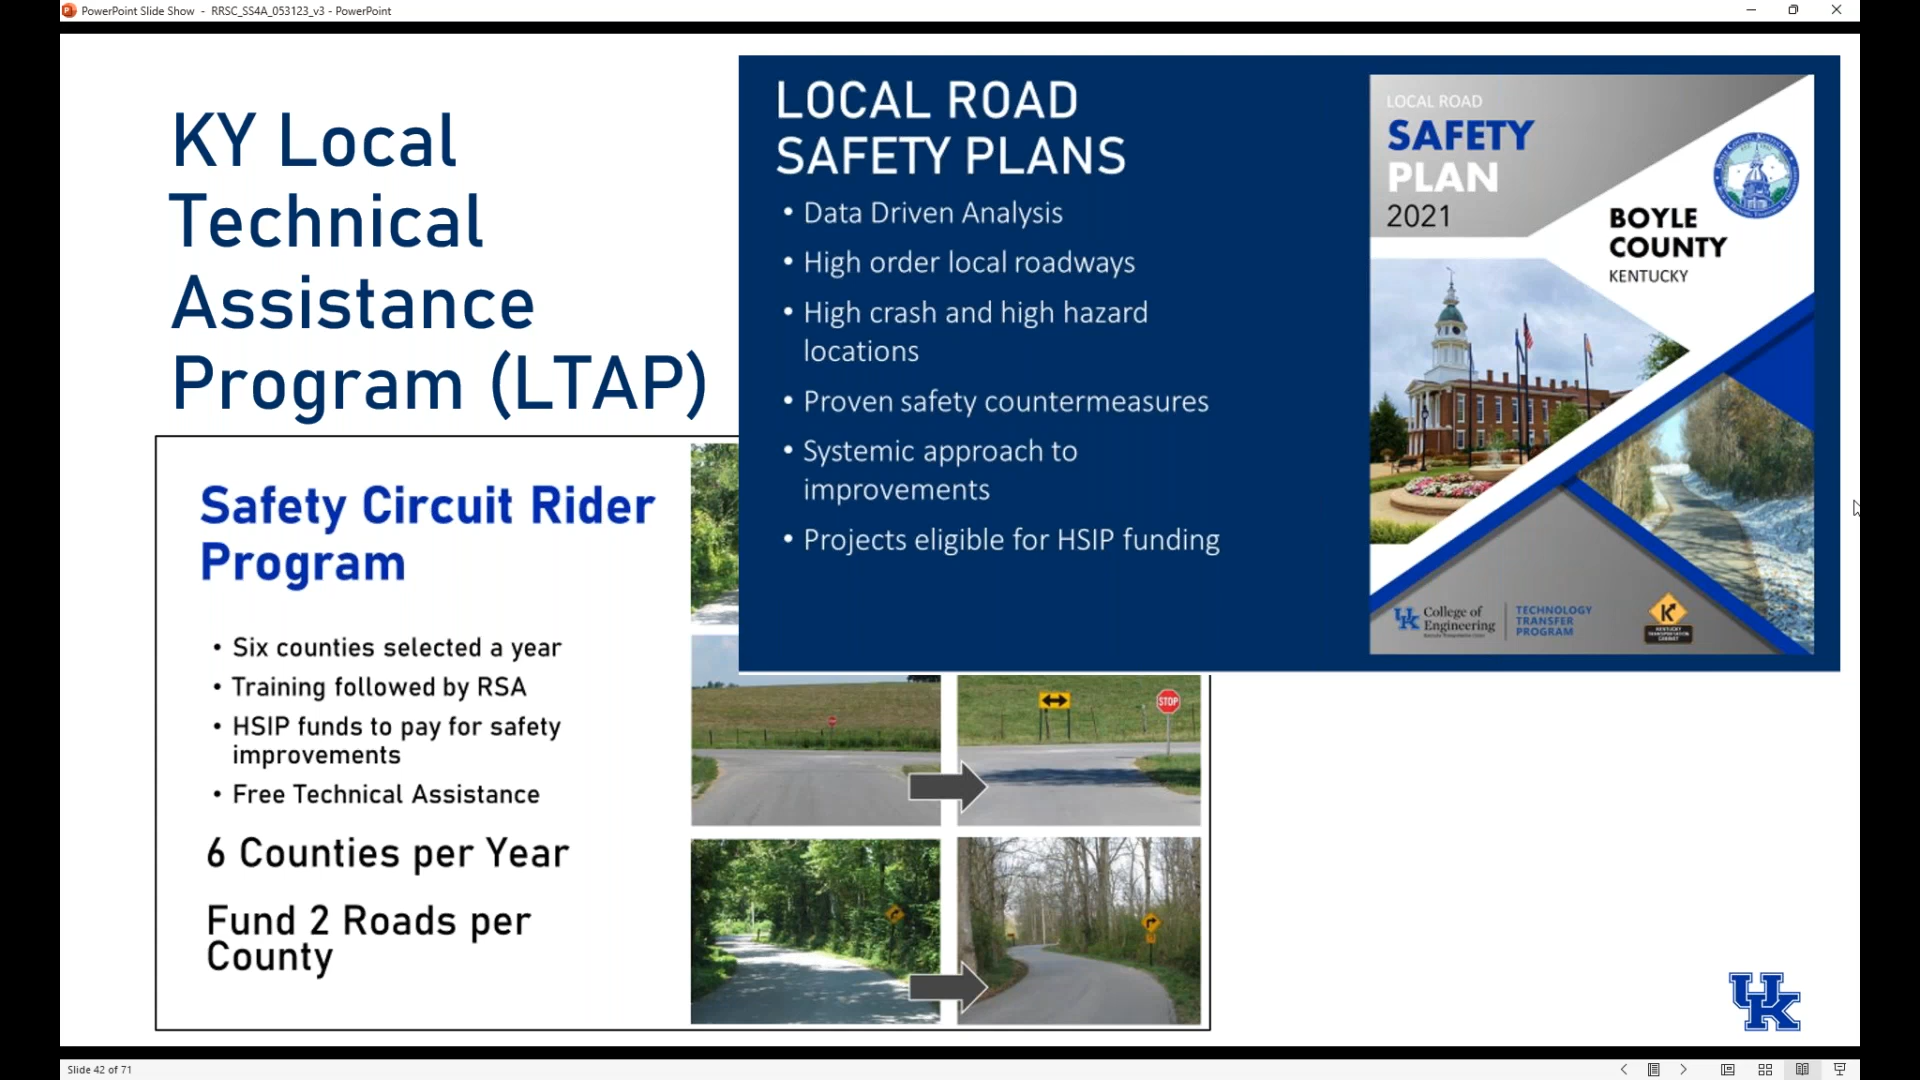 PowerPoint Slide Show - RRSC_SS4A_053123_v3 - PowerPoint
KY Local
Technical
Assistance
Program (LTAP)
LOCAL ROAD
SAFETY PLANS
• Data Driven Analysis
• High order local roadways
• High crash and high hazard
locations
• Proven safety countermeasures
• Systemic approach to
improvements
• Projects eligible for HSIP funding
LOCAL ROAD
SAFETY
PLAN
2021
BOYLE
COUNTY
KENTUCKY
UK College of
Engineering
TECHNOLOGY
TRANSFER
PROGRAM
Safety Circuit Rider
Program
• Six counties selected a year
• Training followed by RSA
• HSIP funds to pay for safety
improvements
• Free Technical Assistance
6 Counties per Year
Fund 2 Roads per
County
STOP
UK
Slide 42 of 71